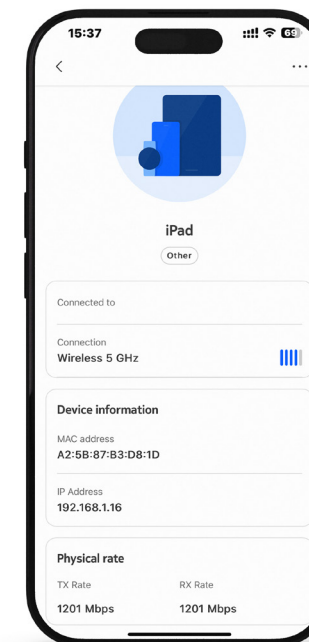 15:37
69
iPad
Other
Connected to
Connection
Wireless 5 GHz
Device information
MAC address
A2:5B:87:B3:D8:1D
IP Address
192.168.1.16
Physical rate
TX Rate
RX Rate
1201 Mbps
1201 Mbps